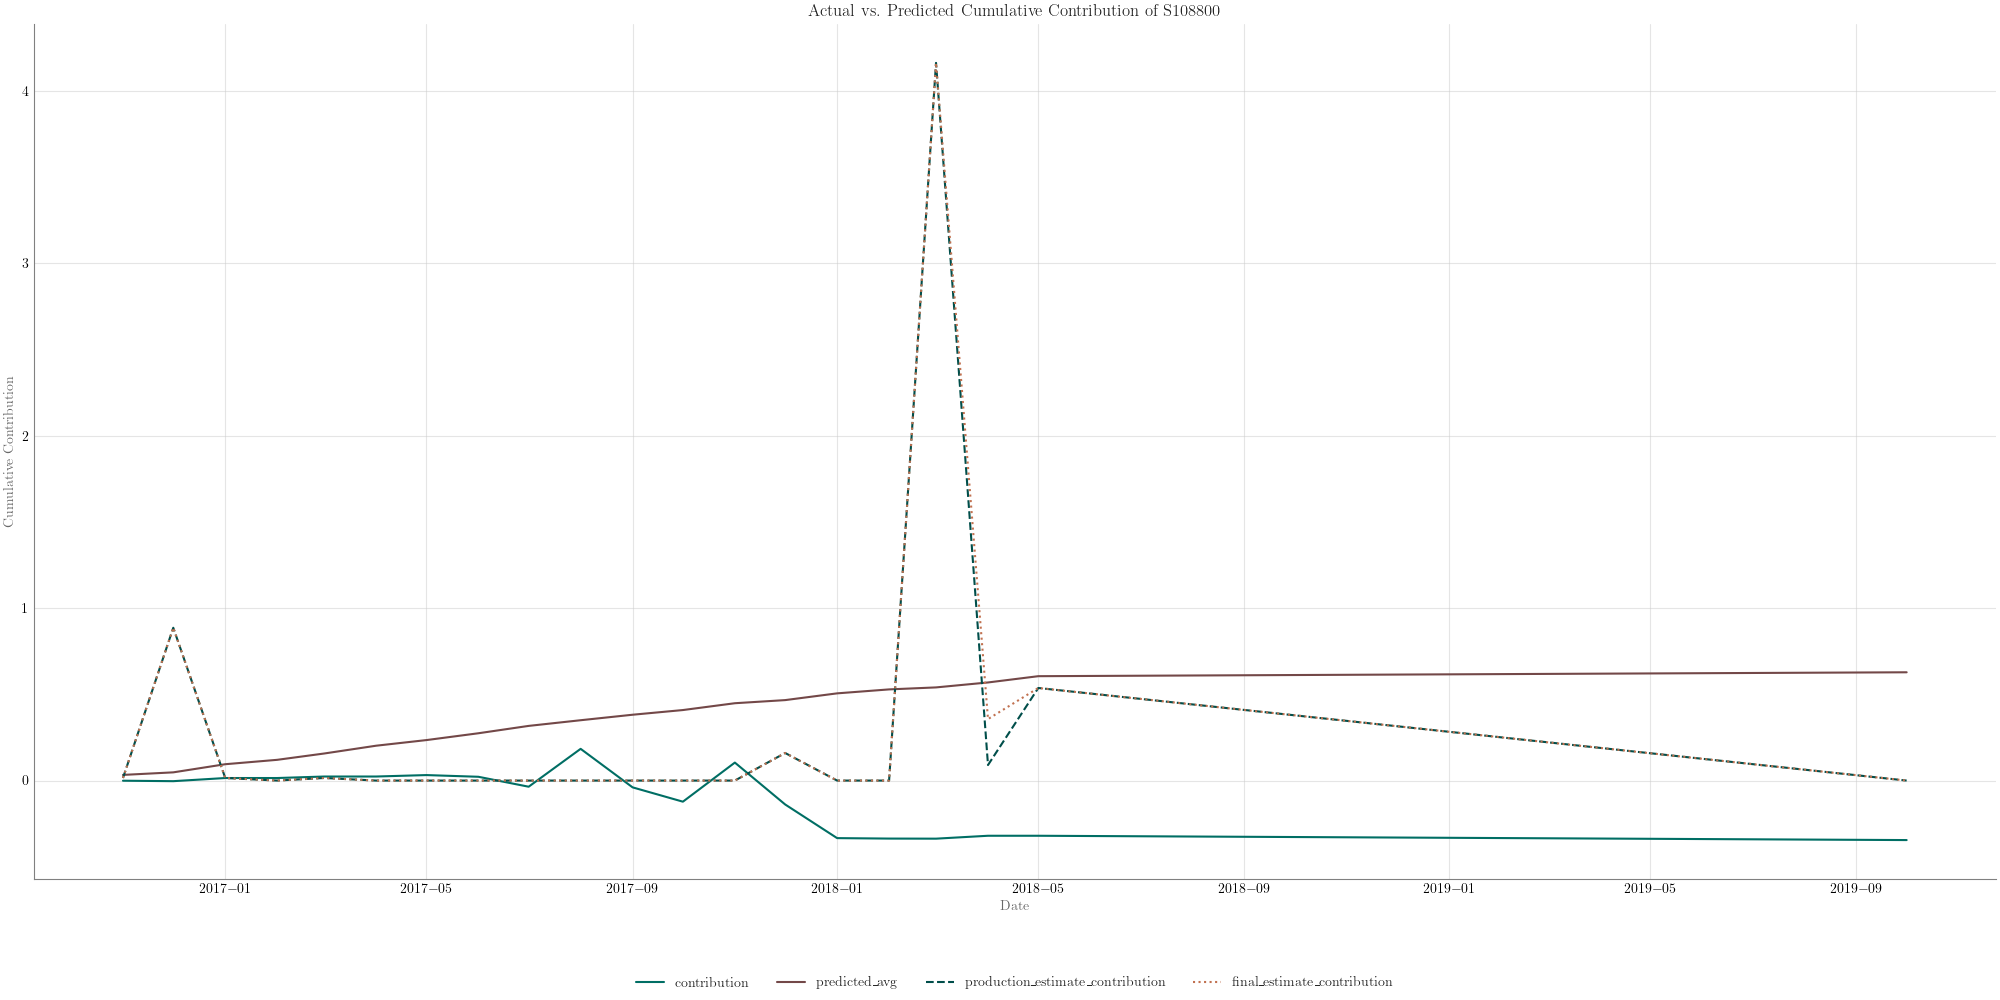 Actual vs. Predicted Cumulative Contribution of S108800
Cumulative Contribution
4
3
2
1
0
2017−01 2017−05 2017−09 2018−01 2018−05 2018−09 2019−01 2019−05 2019−09
Date
contribution predicted_avg production_estimate_contribution final_estimate_contribution